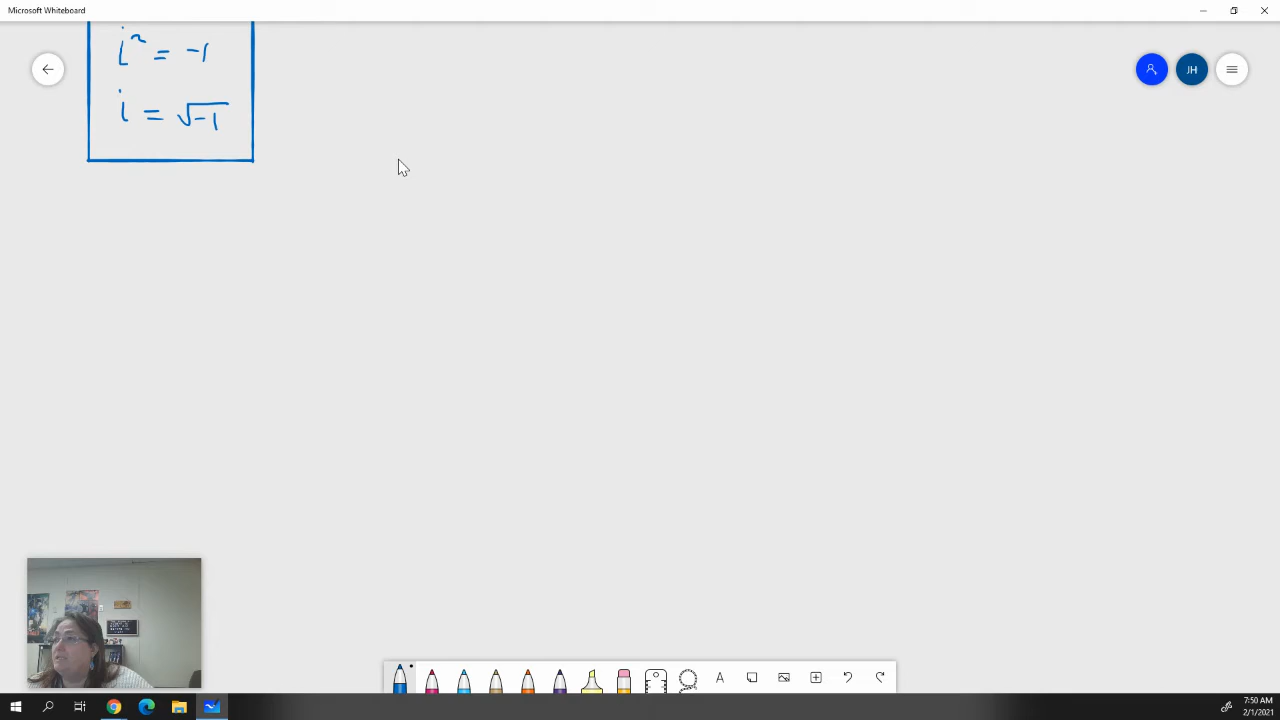 Microsoft Whiteboard
i² = -1
i = √-1
JH
A
7:50 AM
2/1/2021